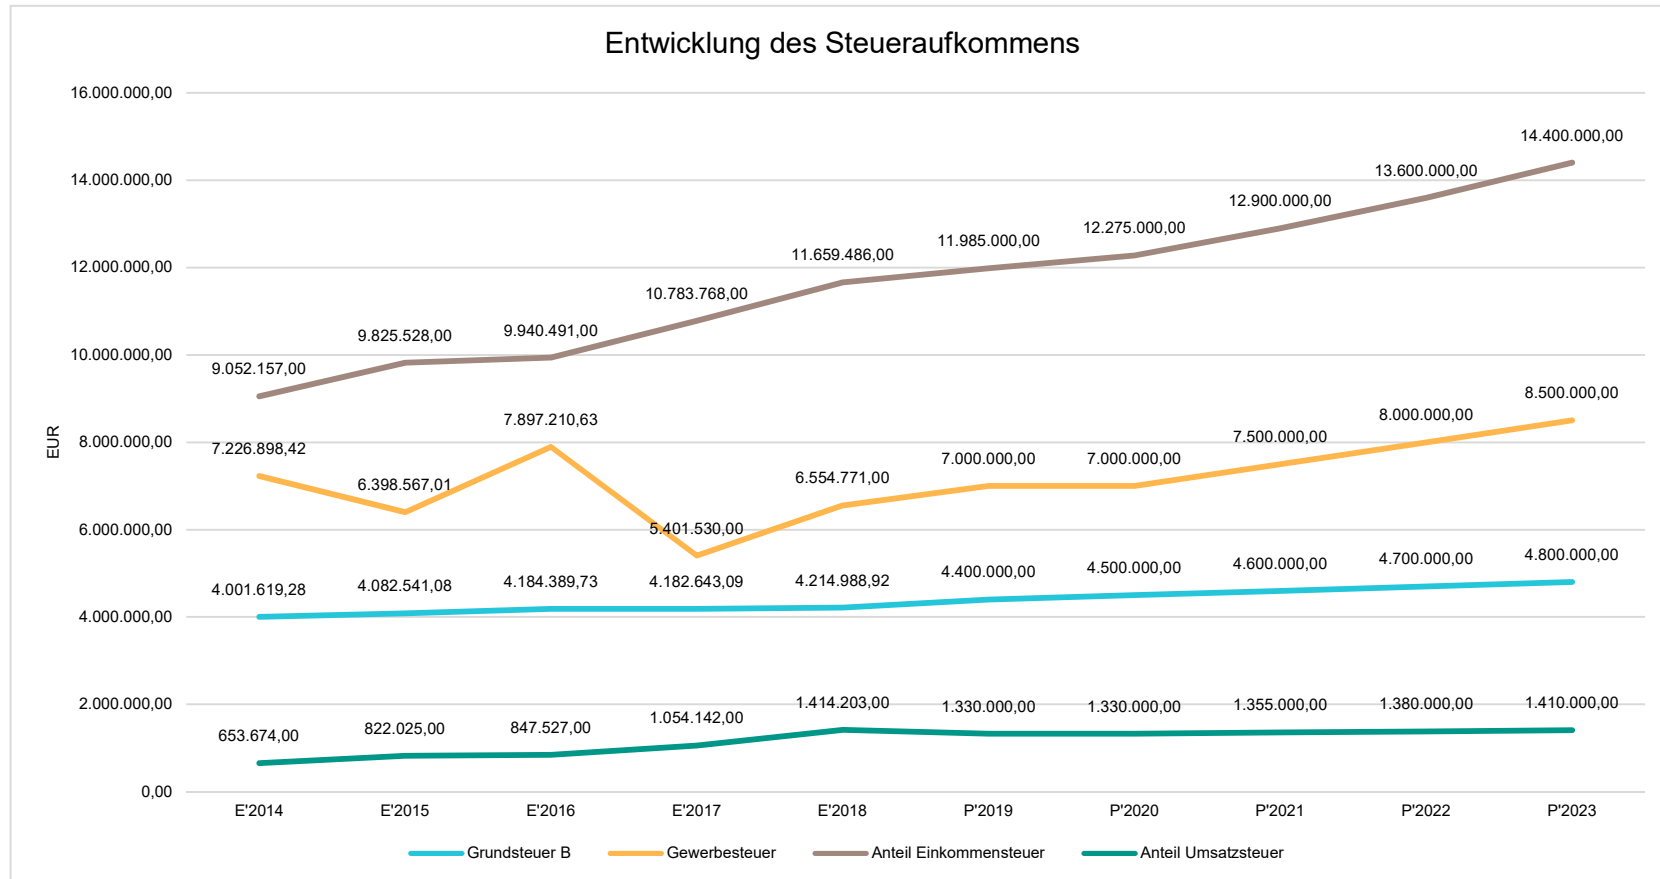 Entwicklung des Steueraufkommens
EUR
16.000.000,00
14.000.000,00
12.000.000,00
10.000.000,00
8.000.000,00
6.000.000,00
4.000.000,00
2.000.000,00
0,00
9.052.157,00 9.825.528,00 9.940.491,00 10.783.768,00 11.659.486,00 11.985.000,00 12.275.000,00 12.900.000,00 13.600.000,00 14.400.000,00
7.226.898,42 6.398.567,01 7.897.210,63 5.401.530,00 6.554.771,00 7.000.000,00 7.000.000,00 7.500.000,00 8.000.000,00 8.500.000,00
4.001.619,28 4.082.541,08 4.184.389,73 4.182.643,09 4.214.988,92 4.400.000,00 4.500.000,00 4.600.000,00 4.700.000,00 4.800.000,00
653.674,00 822.025,00 847.527,00 1.054.142,00 1.414.203,00 1.330.000,00 1.330.000,00 1.355.000,00 1.380.000,00 1.410.000,00
E'2014 E'2015 E'2016 E'2017 E'2018 P'2019 P'2020 P'2021 P'2022 P'2023
Grundsteuer B Gewerbesteuer Anteil Einkommensteuer Anteil Umsatzsteuer